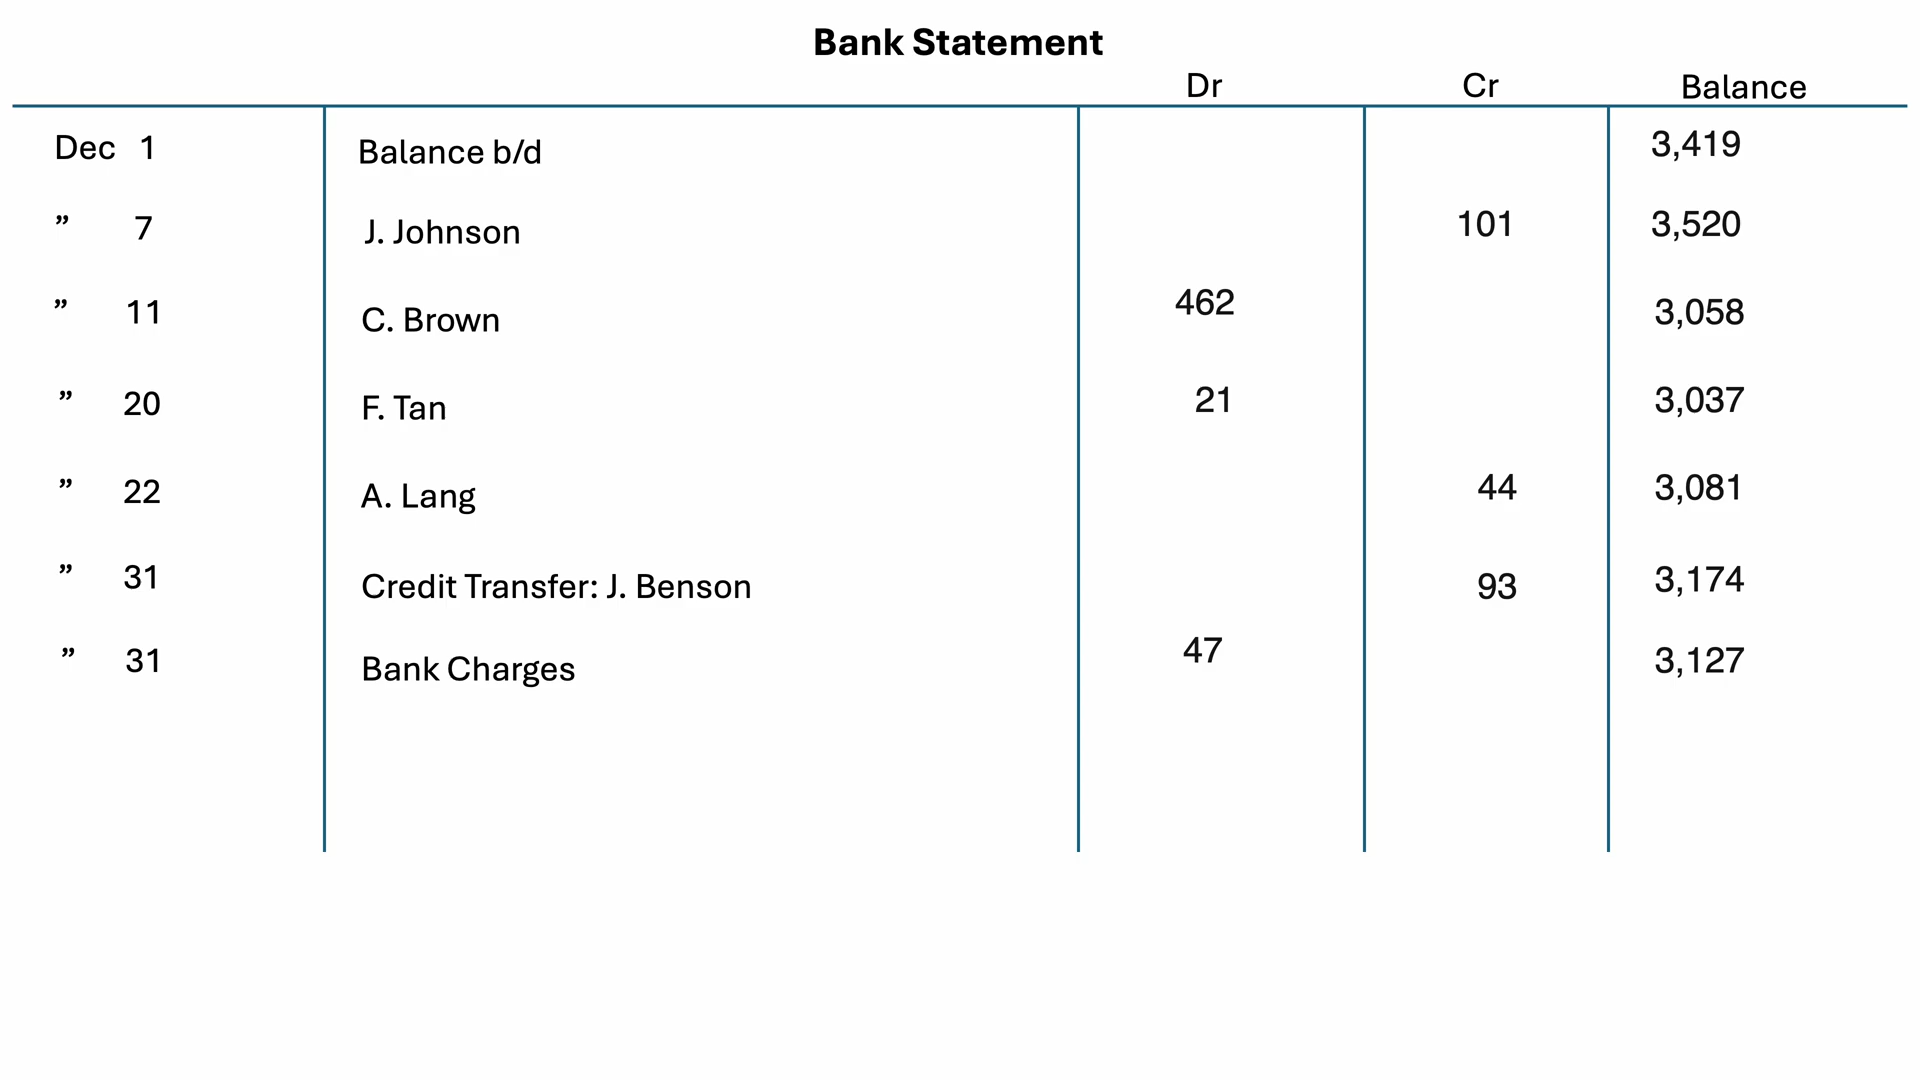 Bank Statement
Dr Cr Balance
Dec 1 Balance b/d 3,419
” 7 J. Johnson 101 3,520
” 11 C. Brown 462 3,058
” 20 F. Tan 21 3,037
” 22 A. Lang 44 3,081
” 31 Credit Transfer: J. Benson 93 3,174
” 31 Bank Charges 47 3,127